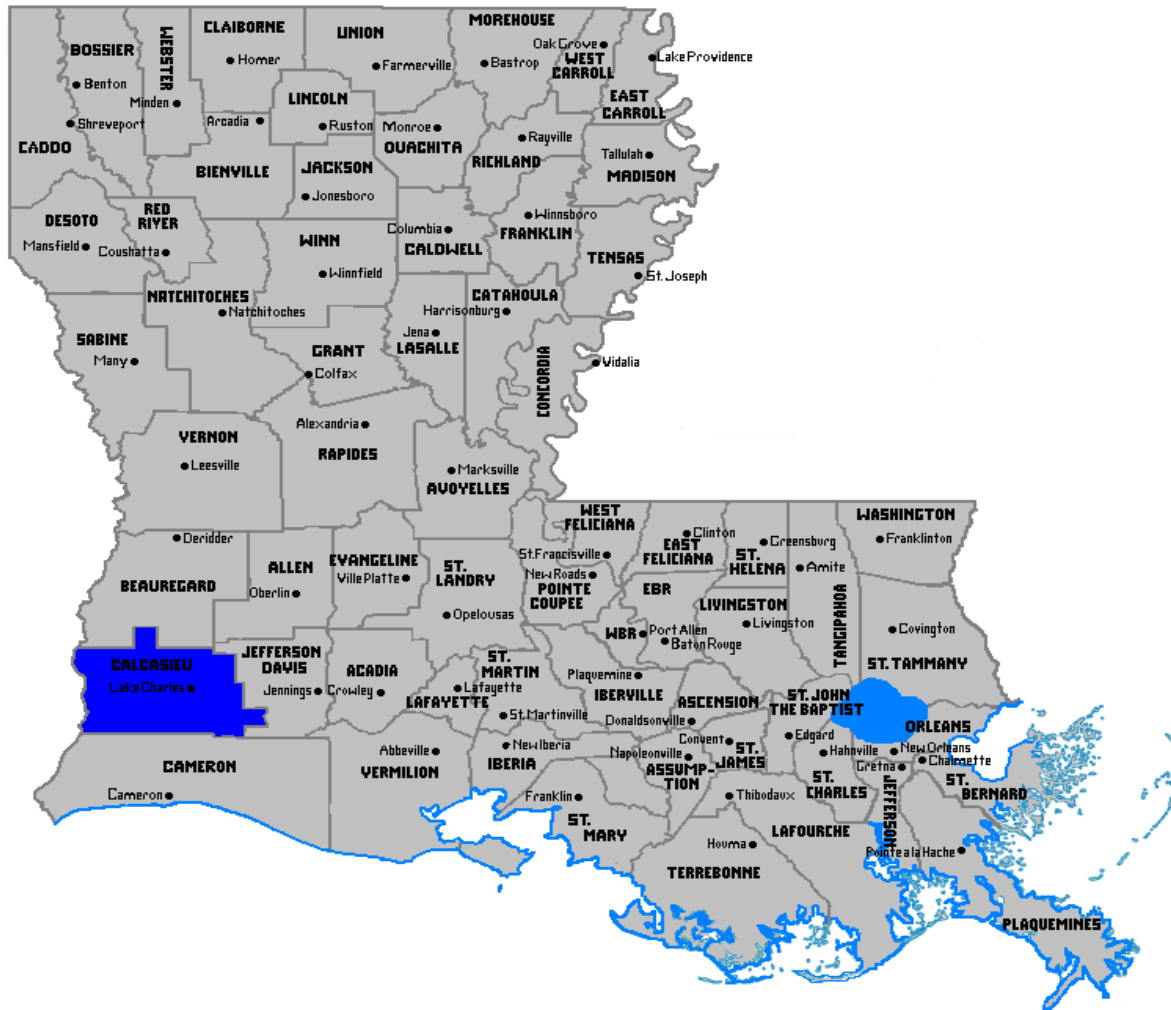 CLAIBORNE
UNION
MOREHOUSE
BOSSIER
WEBSTER
Homer
Farmerville
Bastrop
Oak Grove
WEST
CARROLL
Lake Providence
Benton
Minden
LINCOLN
EAST
CARROLL
Shreveport
Arcadia
Ruston
Monroe
Rayville
CADDO
OUACHITA
RICHLAND
Tallulah
MADISON
BIENVILLE
JACKSON
Jonesboro
DESOTO
RED
RIVER
Mansfield
Coushatta
WINN
Columbia
CALDWELL
Winnsboro
FRANKLIN
TENSAS
Winnfield
St. Joseph
NATCHITOCHES
Natchitoches
CATAHOULA
Harrisonburg
SABINE
Many
GRANT
Colfax
Jena
LASALLE
CONCORDIA
Vidalia
VERNON
Leesville
Alexandria
RAPIDES
Marksville
AVOYELLES
Deridder
BEAUREGARD
ALLEN
Oberlin
EVANGELINE
Ville Platte
ST.
LANDRY
Opelousas
WEST
FELICIANA
St. Francisville
New Roads
POINTE
COUPEE
Clinton
EAST
FELICIANA
Greensburg
ST.
HELENA
Amite
TANGIPAHOA
WASHINGTON
Franklinton
EBR
LIVINGSTON
Livingston
WBR
Port Allen
Baton Rouge
Covington
ST. TAMMANY
CALCASIEU
Lake Charles
JEFFERSON
DAVIS
Jennings
ACADIA
Crowley
LAFAYETTE
Lafayette
ST.
MARTIN
St. Martinville
Plaquemine
IBERVILLE
ASCENSION
Donaldsonville
ST. JOHN
THE BAPTIST
Edgard
ORLEANS
New Orleans
Chalmette
CAMERON
Cameron
Abbeville
VERMILION
New Iberia
IBERIA
Franklin
ST.
MARY
Napoleonville
ASSUMP-
TION
Convent
ST.
JAMES
Thibodaux
Hahnville
ST.
CHARLES
Gretna
JEFFERSON
ST.
BERNARD
LAFOURCHE
Houma
TERREBONNE
Pointe a la Hache
PLAQUEMINES